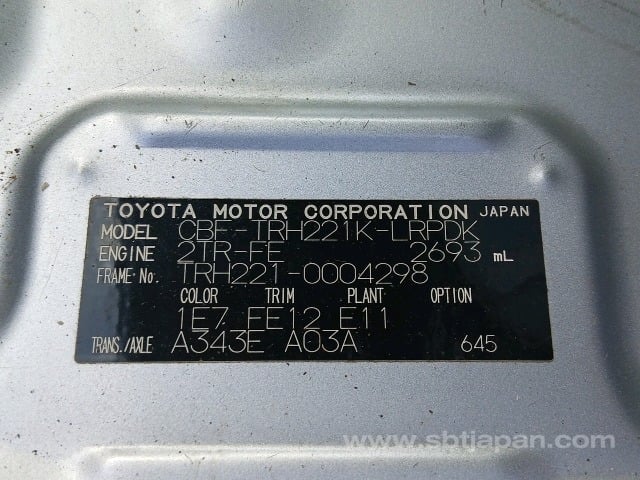 TOYOTA MOTOR CORPORATION JAPAN
MODEL CBF-TRH221K-LRPDK
ENGINE 2TR-FE 2693 mL
FRAME No. TRH221-0004298
COLOR TRIM PLANT OPTION
1E7 FE12 E11
TRANS./AXLE A343E A03A 645
www.sbtjapan.com